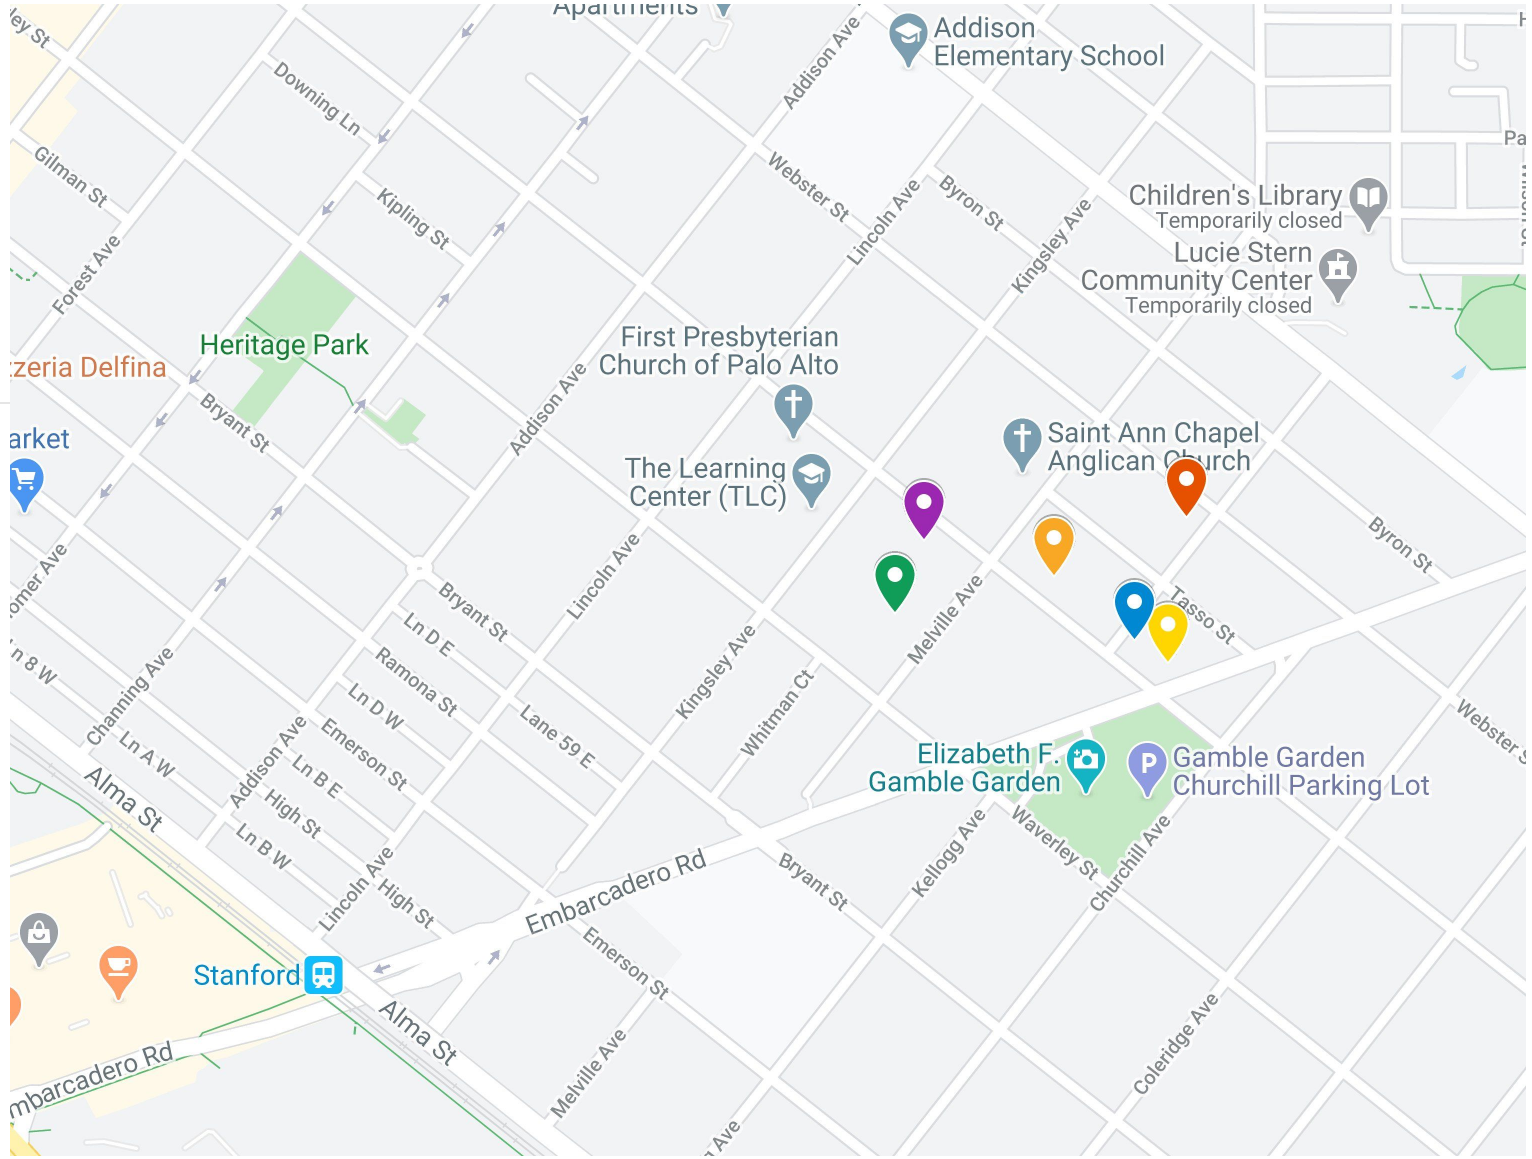 Apartments
Addison
Elementary School
Addison Ave
Downing Ln
Gilman St
Kipling St
Webster St
Lincoln Ave
Byron St
Kingsley Ave
Children's Library
Temporarily closed
Lucie Stern
Community Center
Temporarily closed
Forest Ave
Heritage Park
First Presbyterian
Church of Palo Alto
zzeria Delfina
Bryant St
Addison Ave
arket
The Learning
Center (TLC)
Saint Ann Chapel
Anglican Church
Byron St
omer Ave
Lincoln Ave
Bryant St
Ln D E
Melville Ave
Tasso St
Ln 8 W
Channing Ave
Ramona St
Kingsley Ave
Whitman Ct
Ln D W
Lane 59 E
Webster S
Emerson St
Addison Ave
Ln A W
Ln B E
Alma St
High St
Ln B W
Elizabeth F.
Gamble Garden
P
Gamble Garden
Churchill Parking Lot
Waverley St
Kellogg Ave
Churchill Ave
Lincoln Ave
High St
Embarcadero Rd
Bryant St
Stanford
Emerson St
Alma St
Coleridge Ave
mbarcadero Rd
Melville Ave
Ave